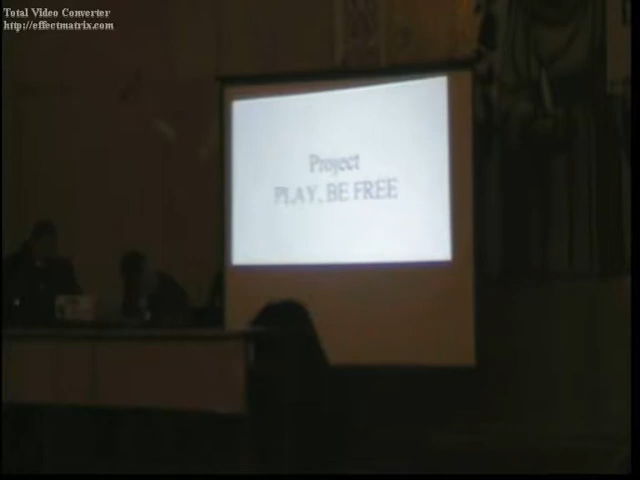 Total Video Converter
http://effectmatrix.com
Project
PLAY, BE FREE